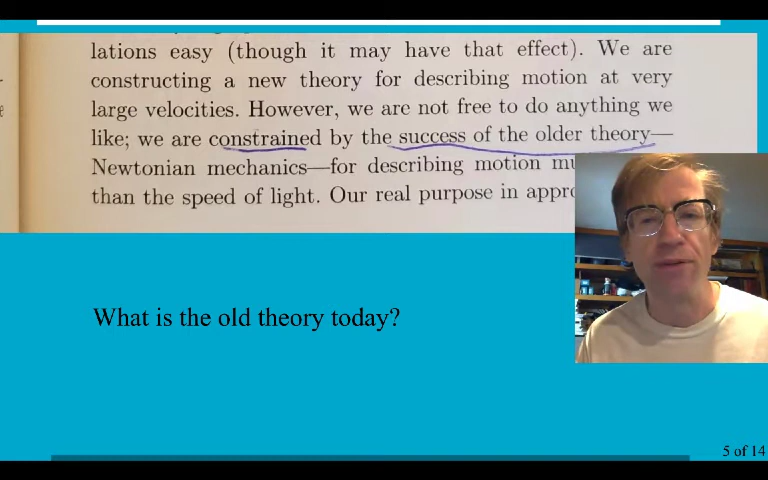 lations easy (though it may have that effect). We are
constructing a new theory for describing motion at very
large velocities. However, we are not free to do anything we
like; we are constrained by the success of the older theory—
Newtonian mechanics—for describing motion
than the speed of light. Our real purpose in
What is the old theory today?
5 of 14